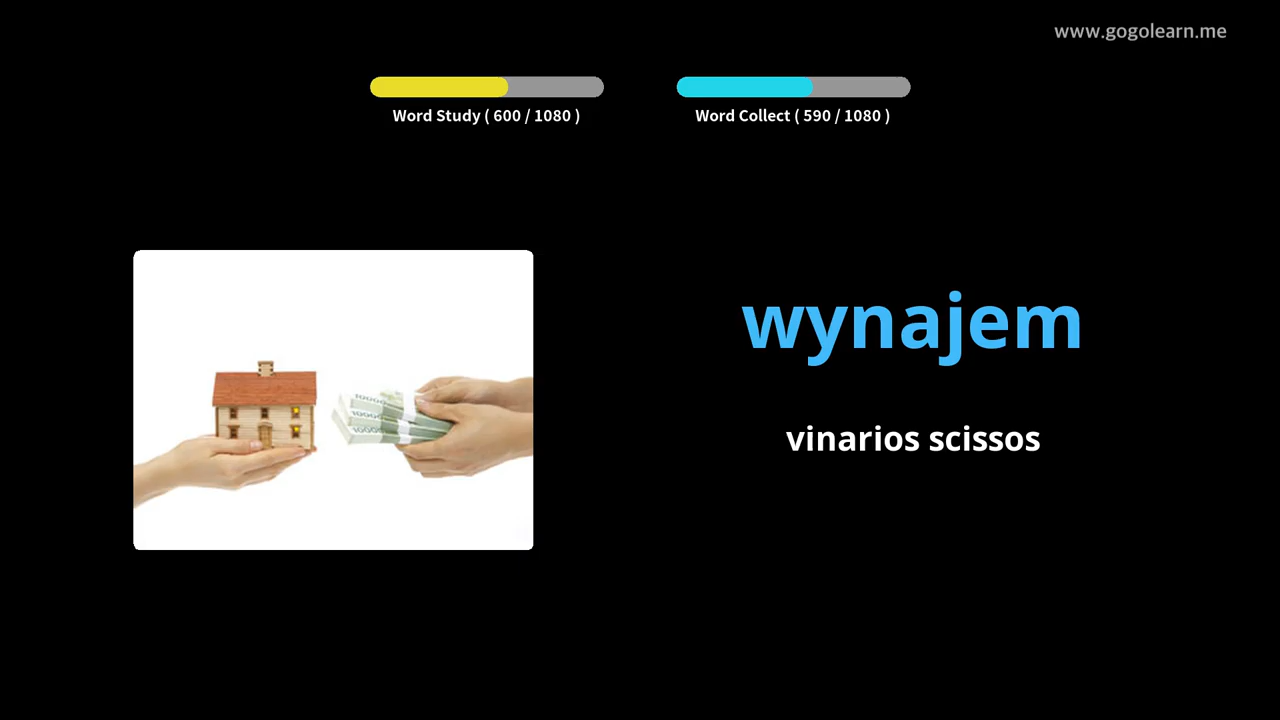 www.gogolearn.me
Word Study ( 600 / 1080 )
Word Collect ( 590 / 1080 )
wynajem
vinarios scissos